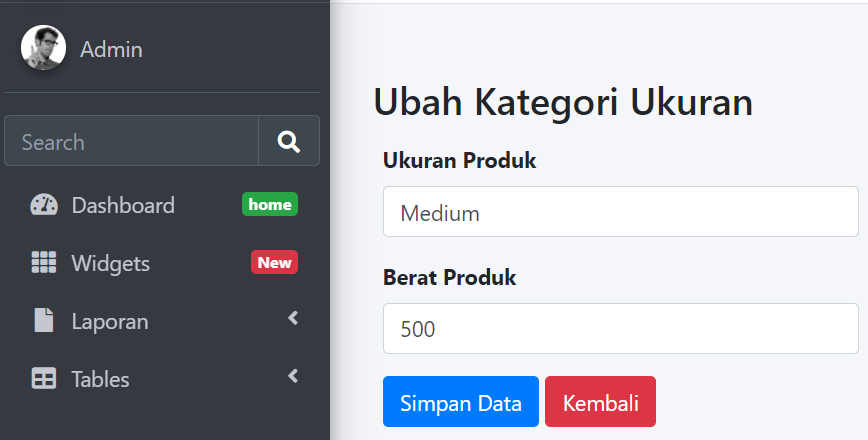 Admin
Search
Dashboard home
Widgets New
Laporan
Tables
Ubah Kategori Ukuran
Ukuran Produk
Medium
Berat Produk
500
Simpan Data Kembali